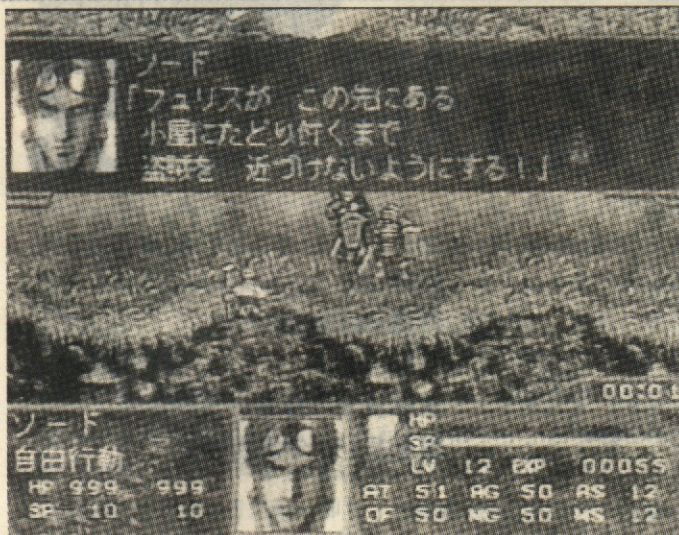 ソード
「フュリスが この先にある
小屋にたどり着くまで
盗賊を 近づけないようにする!」
00:01
ソード
自由行動
HP 999 999
SP 10 10
HP
SP
LV 12 EXP 00055
AT 51 AG 50 AS 12
DF 50 MG 50 MS 12